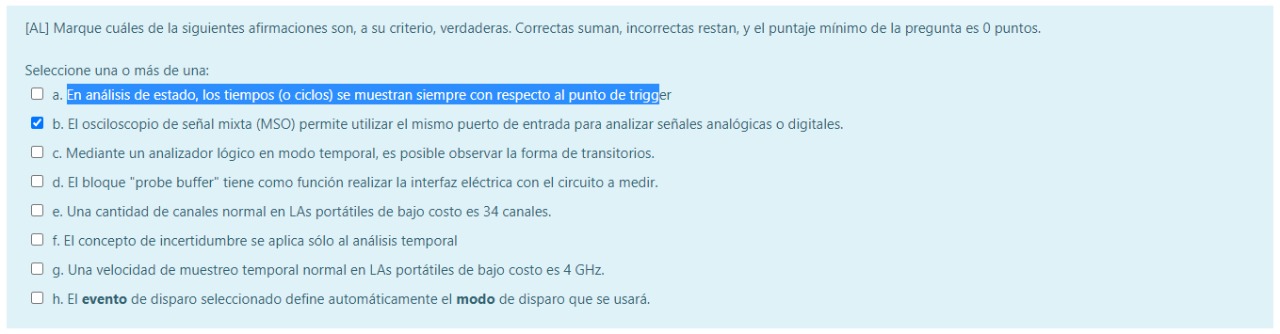 [AL] Marque cuáles de la siguientes afirmaciones son, a su criterio, verdaderas. Correctas suman, incorrectas restan, y el puntaje mínimo de la pregunta es 0 puntos.
Seleccione una o más de una:
a. En análisis de estado, los tiempos (o ciclos) se muestran siempre con respecto al punto de trigger
b. El osciloscopio de señal mixta (MSO) permite utilizar el mismo puerto de entrada para analizar señales analógicas o digitales.
c. Mediante un analizador lógico en modo temporal, es posible observar la forma de transitorios.
d. El bloque "probe buffer" tiene como función realizar la interfaz eléctrica con el circuito a medir.
e. Una cantidad de canales normal en LAs portátiles de bajo costo es 34 canales.
f. El concepto de incertidumbre se aplica sólo al análisis temporal
g. Una velocidad de muestreo temporal normal en LAs portátiles de bajo costo es 4 GHz.
h. El evento de disparo seleccionado define automáticamente el modo de disparo que se usará.